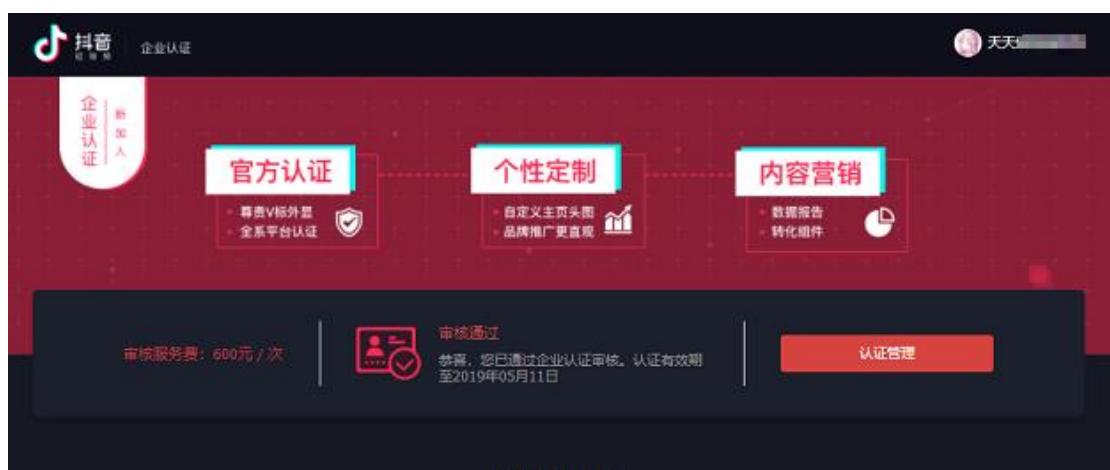 抖音
短视频
企业认证
天天
企业认证
新加入
官方认证
尊贵V标外显
全系平台认证
个性定制
自定义主页头图
品牌推广更直观
内容营销
数据报告
转化组件
审核服务费：600元 / 次
审核通过
恭喜，您已通过企业认证审核。认证有效期
至2019年05月11日
认证管理